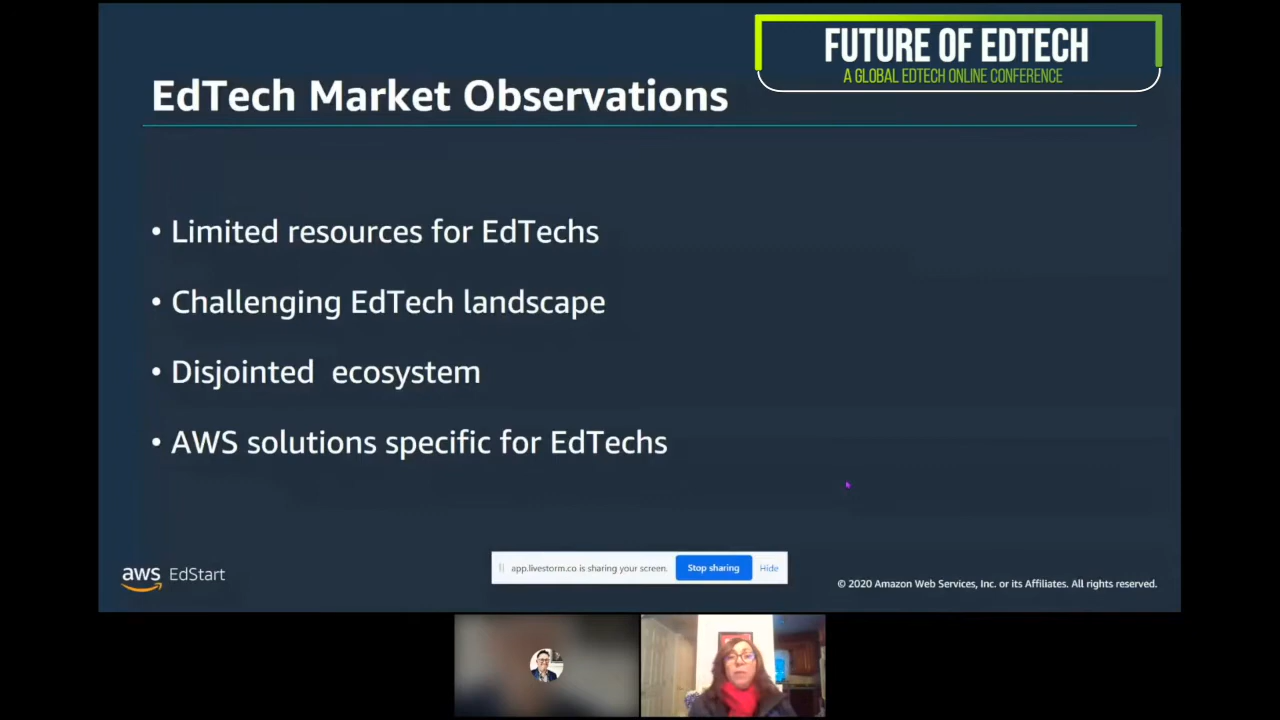 FUTURE OF EDTECH
A GLOBAL EDTECH ONLINE CONFERENCE
EdTech Market Observations
• Limited resources for EdTechs
• Challenging EdTech landscape
• Disjointed ecosystem
• AWS solutions specific for EdTechs
app.livestorm.co is sharing your screen.
Stop sharing
Hide
aws EdStart
© 2020 Amazon Web Services, Inc. or its Affiliates. All rights reserved.